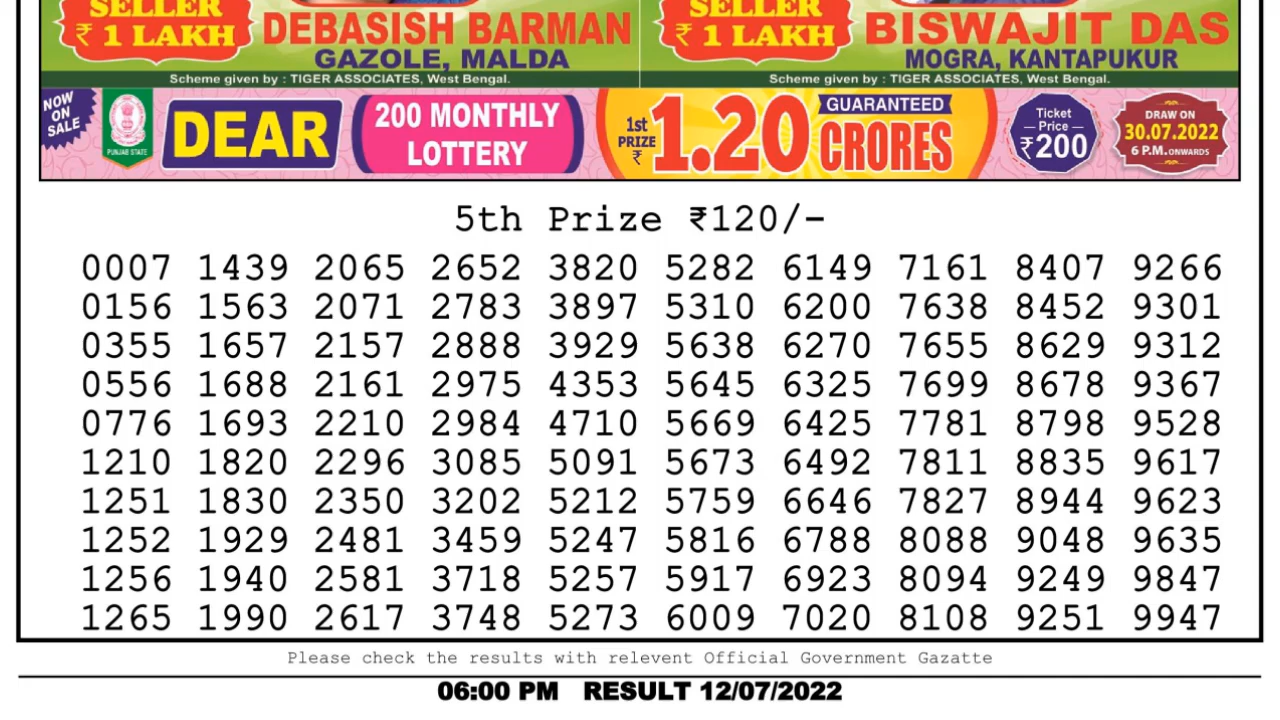 SELLER
₹ 1 LAKH
DEBASISH BARMAN
GAZOLE, MALDA
Scheme given by : TIGER ASSOCIATES, West Bengal.
SELLER
₹ 1 LAKH
BISWAJIT DAS
MOGRA, KANTAPUKUR
Scheme given by : TIGER ASSOCIATES, West Bengal.
NOW
ON
SALE
PUNJAB STATE
DEAR
200 MONTHLY
LOTTERY
1st
PRIZE
₹
1.20
GUARANTEED
CRORES
Ticket
Price
₹200
DRAW ON
30.07.2022
6 P.M. ONWARDS
5th Prize ₹120/-
0007 1439 2065 2652 3820 5282 6149 7161 8407 9266
0156 1563 2071 2783 3897 5310 6200 7638 8452 9301
0355 1657 2157 2888 3929 5638 6270 7655 8629 9312
0556 1688 2161 2975 4353 5645 6325 7699 8678 9367
0776 1693 2210 2984 4710 5669 6425 7781 8798 9528
1210 1820 2296 3085 5091 5673 6492 7811 8835 9617
1251 1830 2350 3202 5212 5759 6646 7827 8944 9623
1252 1929 2481 3459 5247 5816 6788 8088 9048 9635
1256 1940 2581 3718 5257 5917 6923 8094 9249 9847
1265 1990 2617 3748 5273 6009 7020 8108 9251 9947
Please check the results with relevent Official Government Gazatte
06:00 PM RESULT 12/07/2022